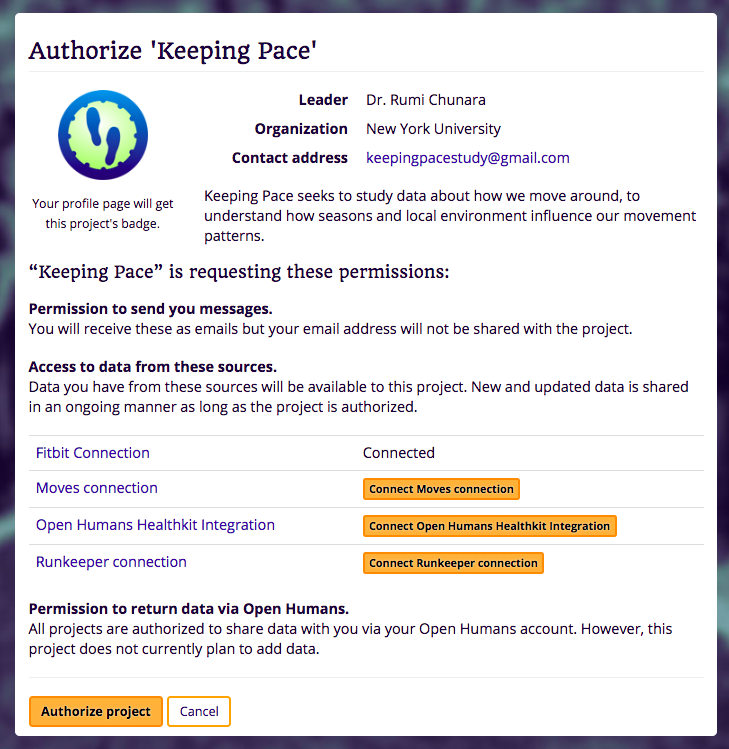 Authorize 'Keeping Pace'
Leader Dr. Rumi Chunara
Organization New York University
Contact address keepingpacestudy@gmail.com
Your profile page will get
this project's badge.
Keeping Pace seeks to study data about how we move around, to
understand how seasons and local environment influence our movement
patterns.
“Keeping Pace” is requesting these permissions:
Permission to send you messages.
You will receive these as emails but your email address will not be shared with the project.
Access to data from these sources.
Data you have from these sources will be available to this project. New and updated data is shared
in an ongoing manner as long as the project is authorized.
Fitbit Connection Connected
Moves connection Connect Moves connection
Open Humans Healthkit Integration Connect Open Humans Healthkit Integration
Runkeeper connection Connect Runkeeper connection
Permission to return data via Open Humans.
All projects are authorized to share data with you via your Open Humans account. However, this
project does not currently plan to add data.
Authorize project Cancel